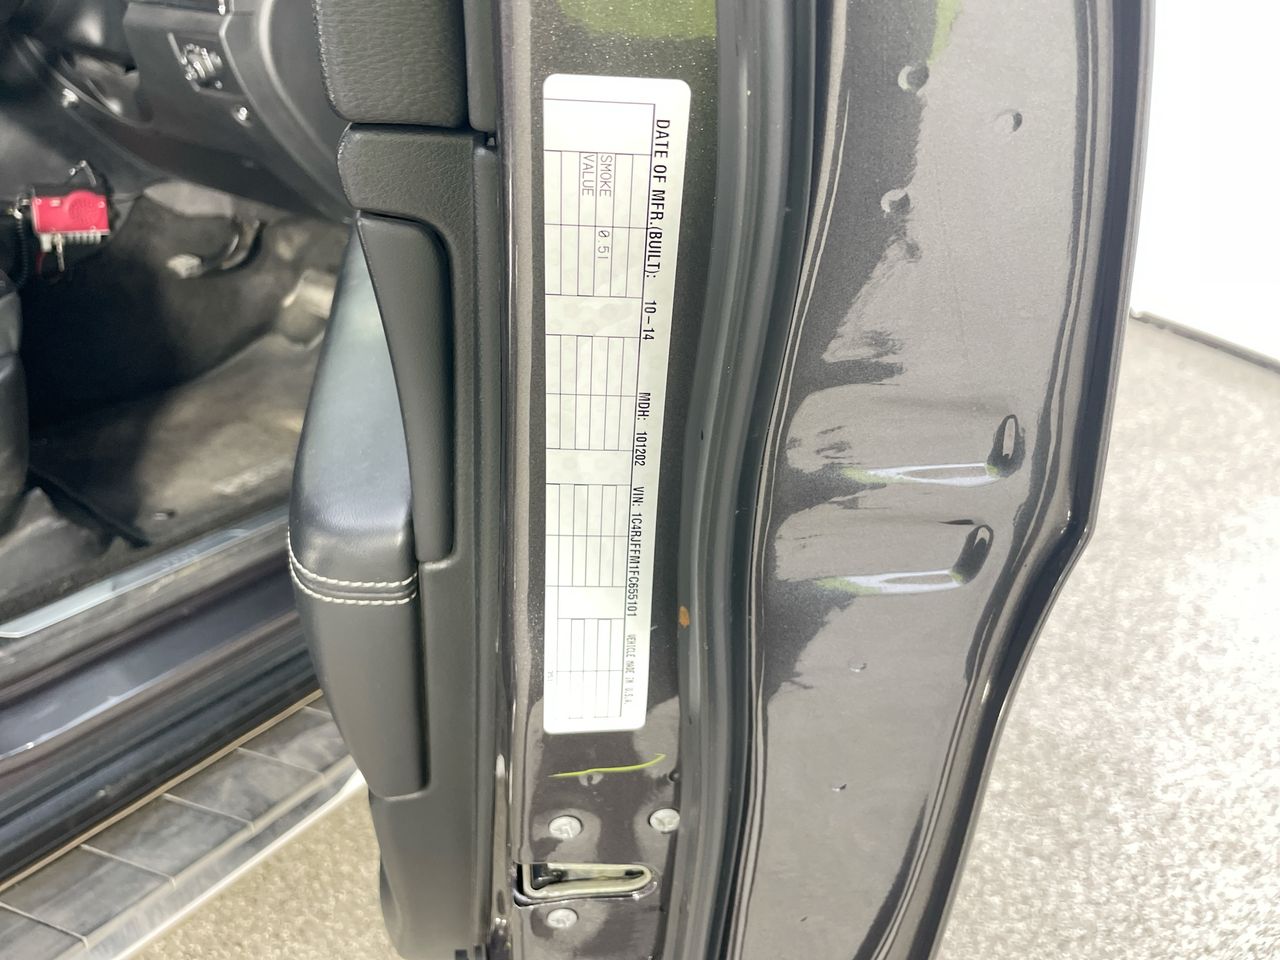 DATE OF MFR.(BUILT): 10-14 MDH: 101202 VIN: 1C4RJFFM1FC655101 VEHICLE MADE IN U.S.A.
SMOKE 0.51
VALUE